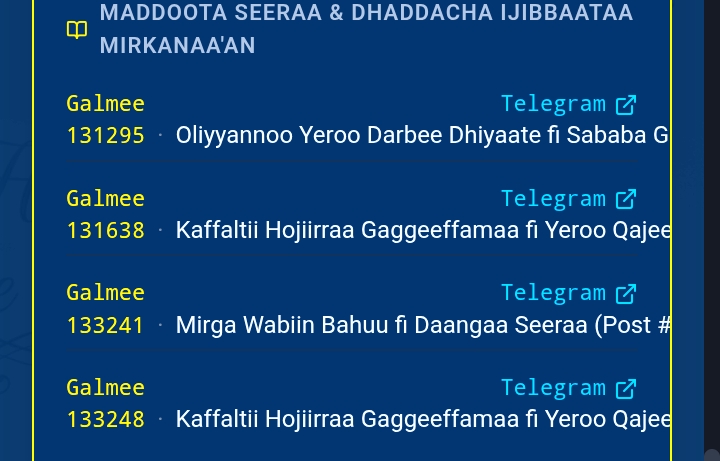 MADDOOTA SEERAA & DHADDACHA IJIBBAATAA
MIRKANAA'AN
Galmee Telegram
131295 · Oliyyannoo Yeroo Darbee Dhiyaate fi Sababa G
Galmee Telegram
131638 · Kaffaltii Hojiirraa Gaggeeffamaa fi Yeroo Qajee
Galmee Telegram
133241 · Mirga Wabiin Bahuu fi Daangaa Seeraa (Post #
Galmee Telegram
133248 · Kaffaltii Hojiirraa Gaggeeffamaa fi Yeroo Qajee